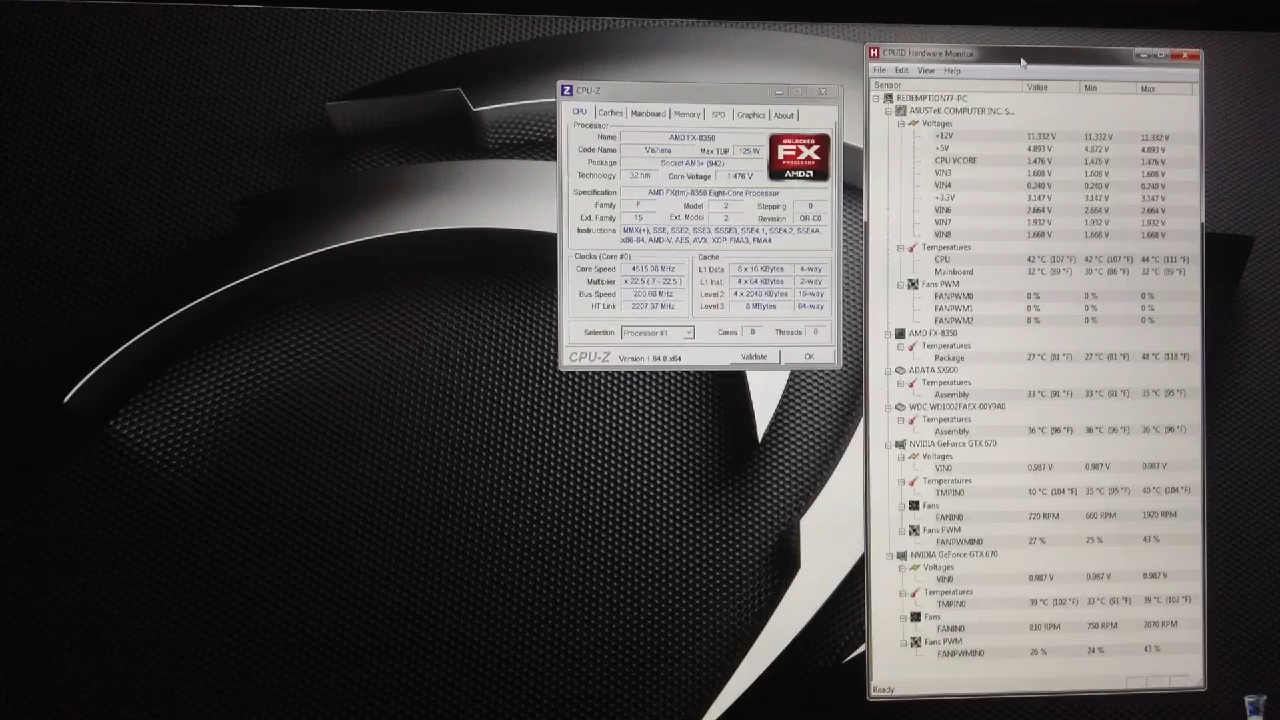 CPU-Z
CPU Caches Mainboard Memory SPD Graphics About
Processor
Name AMD FX-8350
Code Name Vishera Max TDP 125 W
Package Socket AM3+ (942)
Technology 32 nm Core Voltage 1.476 V
UNLOCKED
FX
PROCESSOR
AMD
Specification AMD FX(tm)-8350 Eight-Core Processor
Family F Model 2 Stepping 0
Ext. Family 15 Ext. Model 2 Revision OR-C0
Instructions MMX(+), SSE, SSE2, SSE3, SSSE3, SSE4.1, SSE4.2, SSE4A,
x86-64, AMD-V, AES, AVX, XOP, FMA3, FMA4
Clocks (Core #0) Cache
Core Speed 4515.08 MHz L1 Data 8 x 16 KBytes 4-way
Multiplier x 22.5 ( 7 - 22.5 ) L1 Inst. 4 x 64 KBytes 2-way
Bus Speed 200.68 MHz Level 2 4 x 2048 KBytes 16-way
HT Link 2207.37 MHz Level 3 8 MBytes 64-way
Selection Processor #1 Cores 8 Threads 8
CPU-Z Version 1.64.0.x64 Validate OK
CPUID Hardware Monitor
File Edit View Help
Sensor Value Min Max
REDEMPTION77-PC
ASUSTeK COMPUTER INC. S...
Voltages
+12V 11.332 V 11.332 V 11.332 V
+5V 4.893 V 4.872 V 4.893 V
CPU VCORE 1.476 V 1.476 V 1.476 V
VIN3 1.608 V 1.608 V 1.608 V
VIN4 0.240 V 0.240 V 0.240 V
+3.3V 3.147 V 3.147 V 3.147 V
VIN6 2.664 V 2.664 V 2.664 V
VIN7 1.932 V 1.932 V 1.932 V
VIN8 1.668 V 1.668 V 1.668 V
Temperatures
CPU 42 °C (107 °F) 42 °C (107 °F) 44 °C (111 °F)
Mainboard 32 °C (89 °F) 30 °C (86 °F) 32 °C (89 °F)
Fans PWM
FANPWM0 0 % 0 % 0 %
FANPWM1 0 % 0 % 0 %
FANPWM2 0 % 0 % 0 %
AMD FX-8350
Temperatures
Package 27 °C (81 °F) 27 °C (81 °F) 48 °C (118 °F)
ADATA SX900
Temperatures
Assembly 33 °C (91 °F) 33 °C (91 °F) 35 °C (95 °F)
WDC WD1002FAEX-00Y9A0
Temperatures
Assembly 36 °C (96 °F) 36 °C (96 °F) 36 °C (96 °F)
NVIDIA GeForce GTX 670
Voltages
VIN0 0.987 V 0.987 V 0.987 V
Temperatures
TMPIN0 40 °C (104 °F) 35 °C (95 °F) 40 °C (104 °F)
Fans
FANIN0 720 RPM 660 RPM 1920 RPM
Fans PWM
FANPWMIN0 27 % 25 % 43 %
NVIDIA GeForce GTX 670
Voltages
VIN0 0.987 V 0.987 V 0.987 V
Temperatures
TMPIN0 39 °C (102 °F) 33 °C (91 °F) 39 °C (102 °F)
Fans
FANIN0 810 RPM 750 RPM 2070 RPM
Fans PWM
FANPWMIN0 26 % 24 % 43 %
Ready